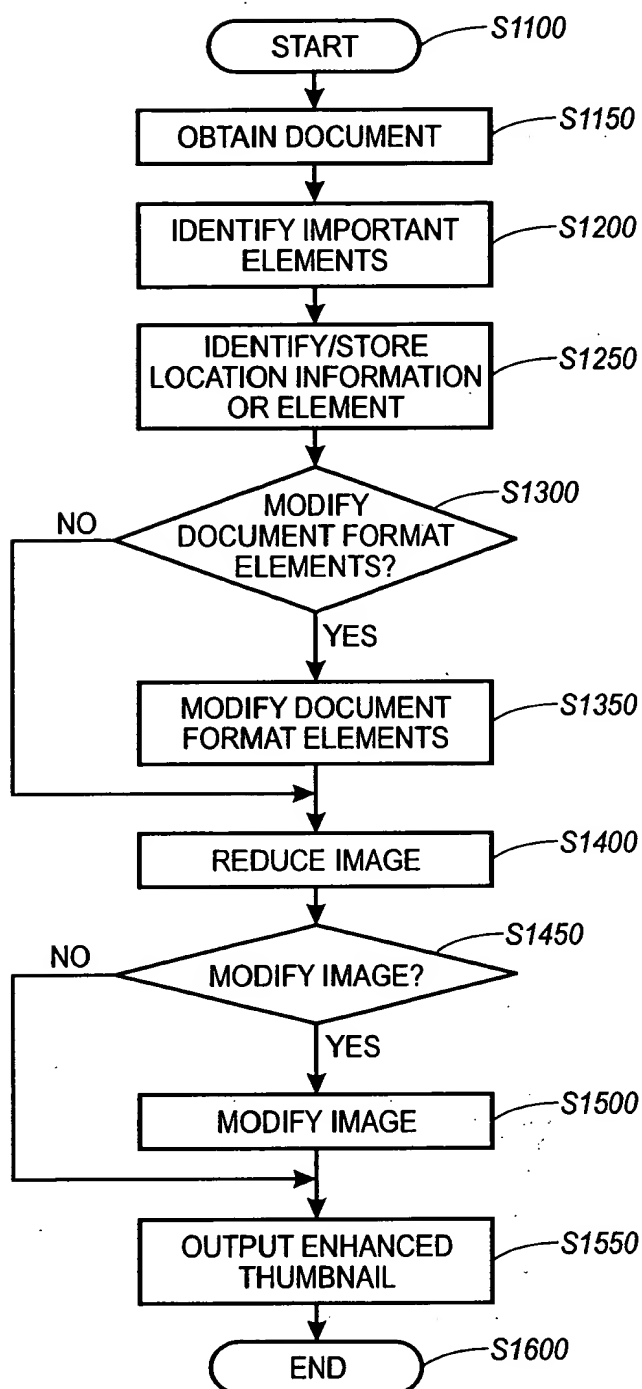 START
S1100
OBTAIN DOCUMENT
S1150
IDENTIFY IMPORTANT
ELEMENTS
S1200
IDENTIFY/STORE
LOCATION INFORMATION
OR ELEMENT
S1250
MODIFY
DOCUMENT FORMAT
ELEMENTS?
S1300
NO
YES
MODIFY DOCUMENT
FORMAT ELEMENTS
S1350
REDUCE IMAGE
S1400
MODIFY IMAGE?
S1450
NO
YES
MODIFY IMAGE
S1500
OUTPUT ENHANCED
THUMBNAIL
S1550
END
S1600